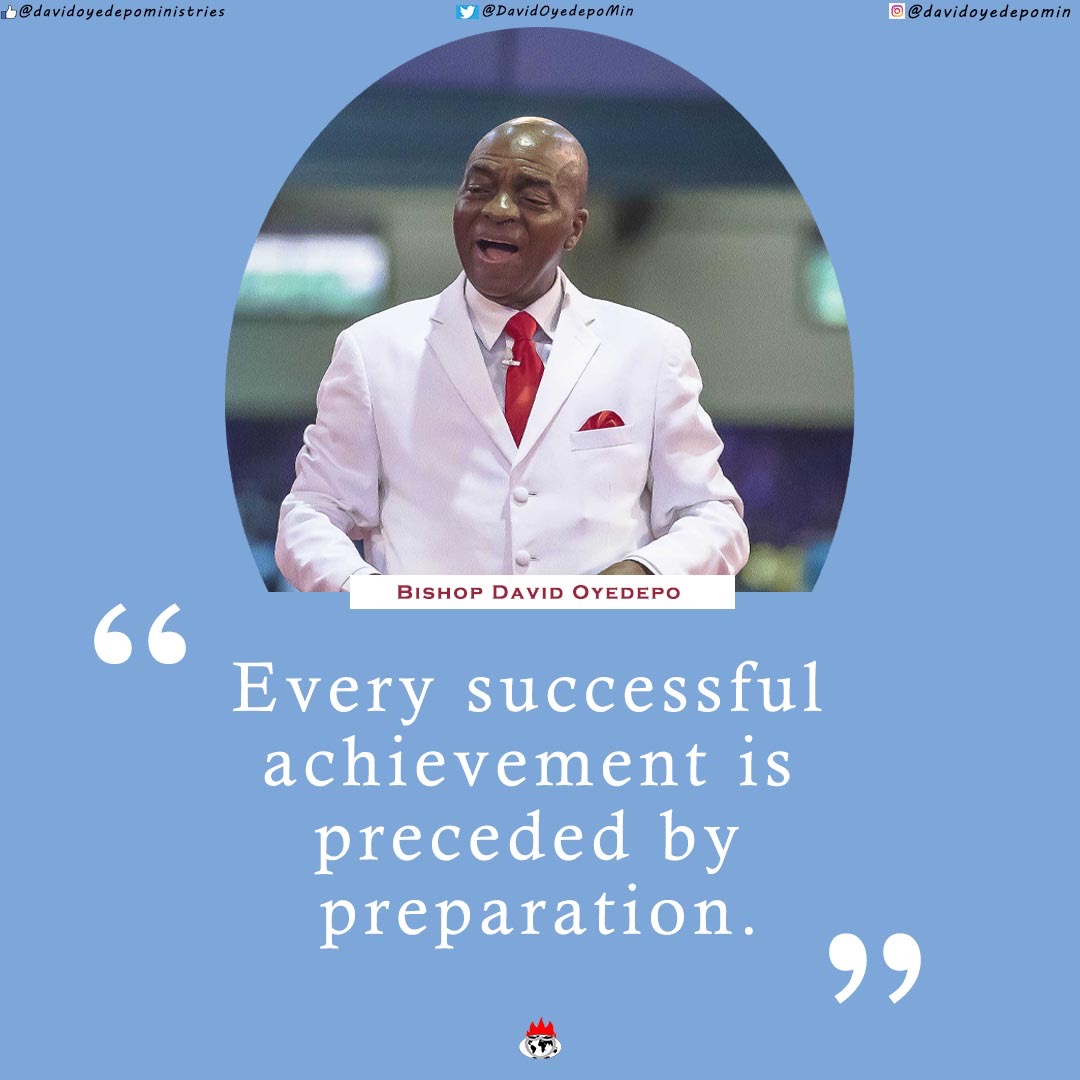 @davidoyedepoministries
@DavidOyedepoMin
@davidoyedepomin
BISHOP DAVID OYEDEPO
“Every successful
achievement is
preceded by
preparation.”